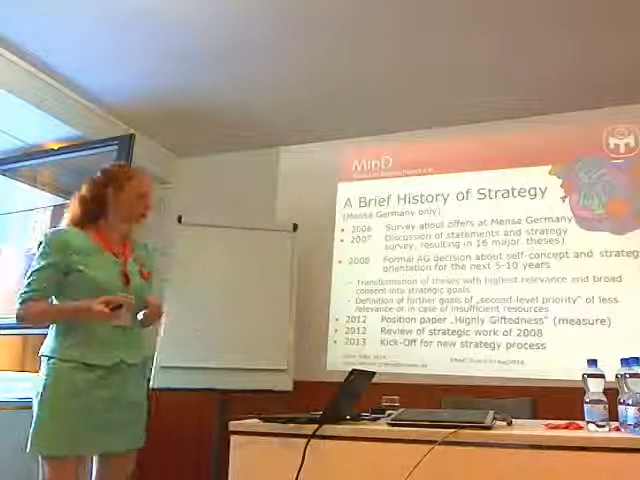 MinD
A Brief History of Strategy
(Mensa Germany only)
• 2006 Survey about offers at Mensa Germany
• 2007 Discussion of statements and strategy
survey, resulting in 16 major theses)
• 2008 Formal AG decision about self-concept and strategic
orientation for the next 5-10 years
– Transformation of theses with highest relevance and broad
consent into strategic goals
– Definition of further goals of „second-level priority" of less
relevance or in case of insufficient resources
• 2012 Position paper „Highly Giftedness" (measure)
• 2012 Review of strategic work of 2008
• 2013 Kick-Off for new strategy process